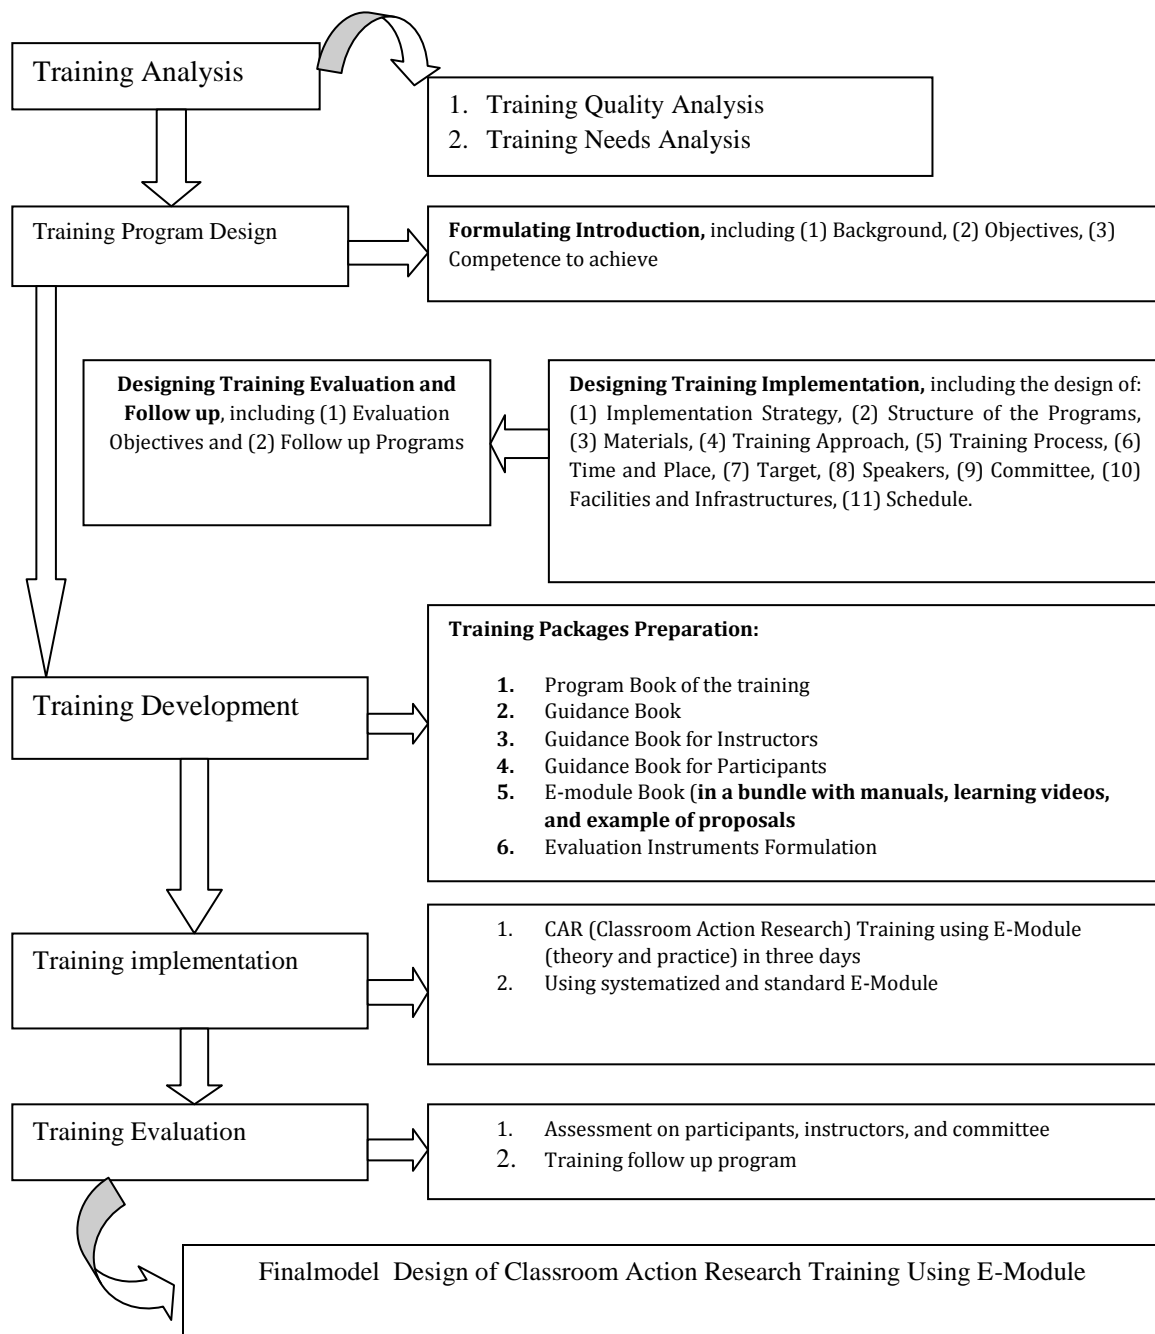 Training Analysis
1. Training Quality Analysis
2. Training Needs Analysis
Training Program Design
Formulating Introduction, including (1) Background, (2) Objectives, (3)
Competence to achieve
Designing Training Evaluation and
Follow up, including (1) Evaluation
Objectives and (2) Follow up Programs
Designing Training Implementation, including the design of:
(1) Implementation Strategy, (2) Structure of the Programs,
(3) Materials, (4) Training Approach, (5) Training Process, (6)
Time and Place, (7) Target, (8) Speakers, (9) Committee, (10)
Facilities and Infrastructures, (11) Schedule.
Training Development
Training Packages Preparation:
1. Program Book of the training
2. Guidance Book
3. Guidance Book for Instructors
4. Guidance Book for Participants
5. E-module Book (in a bundle with manuals, learning videos,
and example of proposals
6. Evaluation Instruments Formulation
Training implementation
1. CAR (Classroom Action Research) Training using E-Module
(theory and practice) in three days
2. Using systematized and standard E-Module
Training Evaluation
1. Assessment on participants, instructors, and committee
2. Training follow up program
Finalmodel Design of Classroom Action Research Training Using E-Module